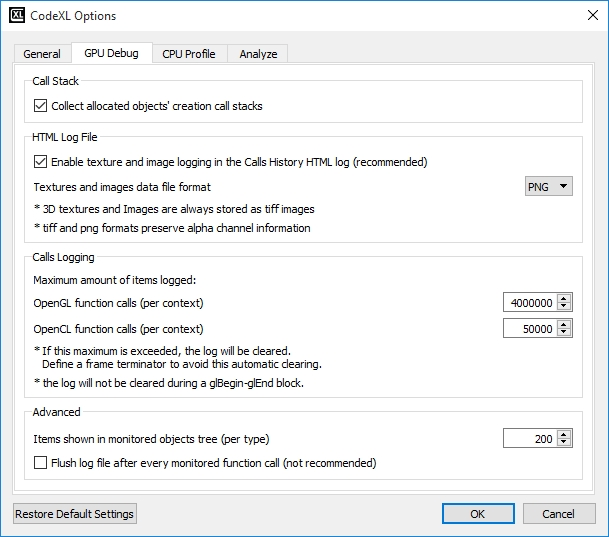 XL CodeXL Options
General GPU Debug CPU Profile Analyze
Call Stack
Collect allocated objects' creation call stacks
HTML Log File
Enable texture and image logging in the Calls History HTML log (recommended)
Textures and images data file format PNG
* 3D textures and Images are always stored as tiff images
* tiff and png formats preserve alpha channel information
Calls Logging
Maximum amount of items logged:
OpenGL function calls (per context) 4000000
OpenCL function calls (per context) 50000
* If this maximum is exceeded, the log will be cleared.
Define a frame terminator to avoid this automatic clearing.
* the log will not be cleared during a glBegin-glEnd block.
Advanced
Items shown in monitored objects tree (per type) 200
Flush log file after every monitored function call (not recommended)
Restore Default Settings OK Cancel